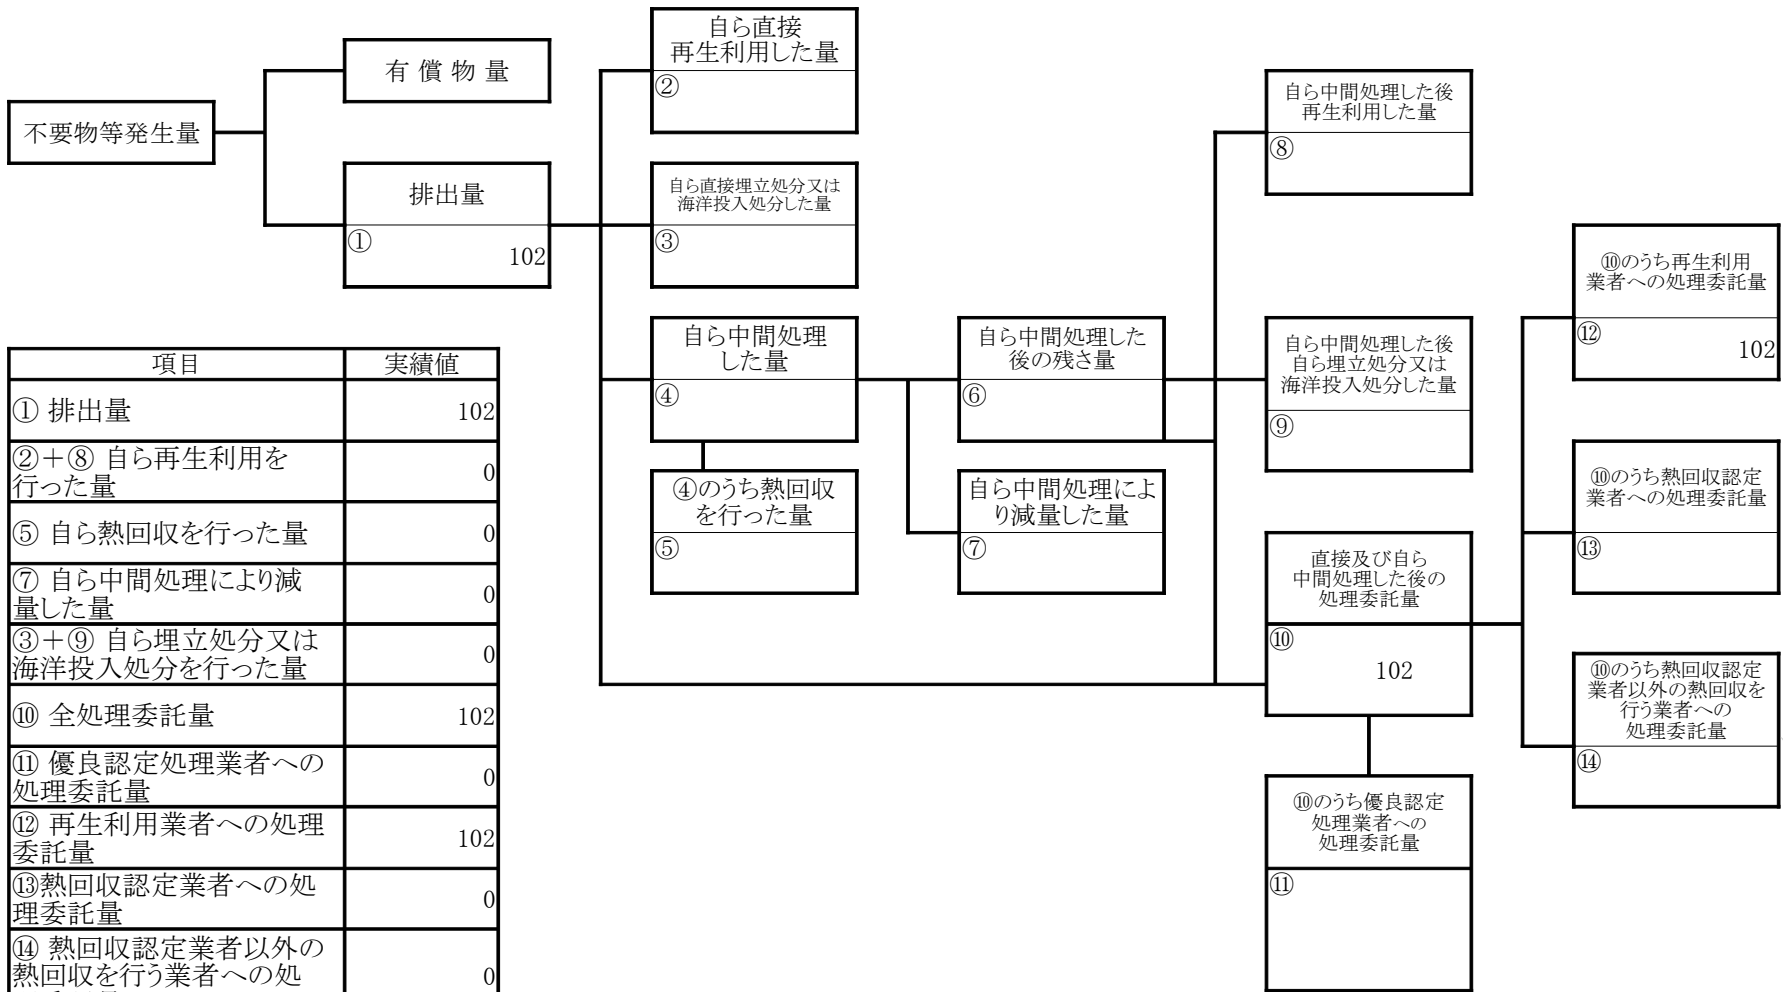 不要物等発生量
有 償 物 量
排出量
①
102
自ら直接
再生利用した量
②
自ら直接埋立処分又は
海洋投入処分した量
③
自ら中間処理
した量
④
④のうち熱回収
を行った量
⑤
自ら中間処理した
後の残さ量
⑥
自ら中間処理によ
り減量した量
⑦
自ら中間処理した後
再生利用した量
⑧
自ら中間処理した後
自ら埋立処分又は
海洋投入処分した量
⑨
直接及び自ら
中間処理した後の
処理委託量
⑩
102
⑩のうち優良認定
処理業者への
処理委託量
⑪
⑩のうち再生利用
業者への処理委託量
⑫
102
⑩のうち熱回収認定
業者への処理委託量
⑬
⑩のうち熱回収認定
業者以外の熱回収を
行う業者への
処理委託量
⑭
項目 実績値
① 排出量 102
②＋⑧ 自ら再生利用を
行った量 0
⑤ 自ら熱回収を行った量 0
⑦ 自ら中間処理により減
量した量 0
③＋⑨ 自ら埋立処分又は
海洋投入処分を行った量 0
⑩ 全処理委託量 102
⑪ 優良認定処理業者への
処理委託量 0
⑫ 再生利用業者への処理
委託量 102
⑬熱回収認定業者への処
理委託量 0
⑭ 熱回収認定業者以外の
熱回収を行う業者への処 0